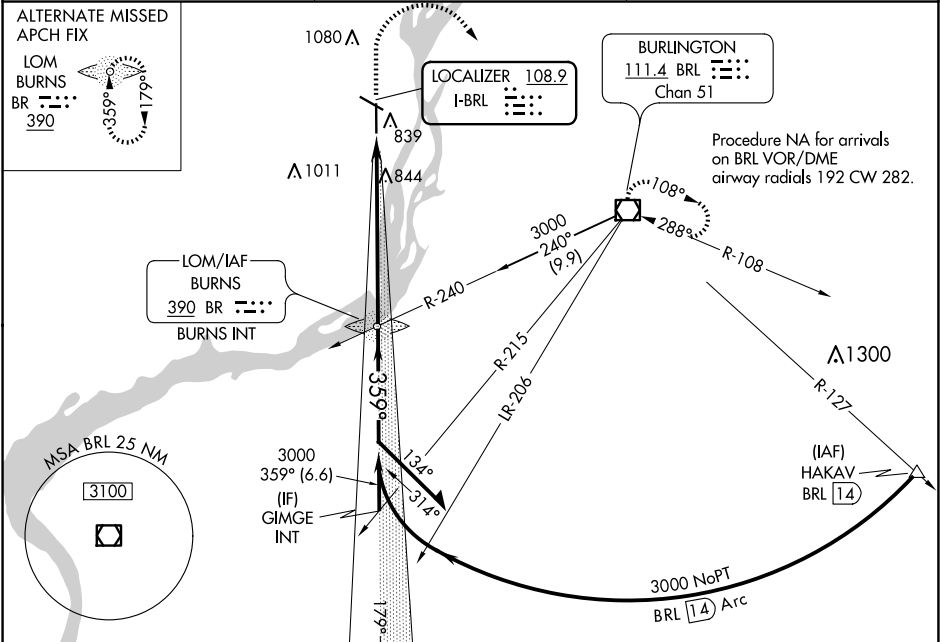 ALTERNATE MISSED
APCH FIX
LOM
BURNS
BR
390
359°
179°
1080
LOCALIZER 108.9
I-BRL
BURLINGTON
111.4 BRL
Chan 51
Procedure NA for arrivals
on BRL VOR/DME
airway radials 192 CW 282.
839
1011
844
108°
288°
R-108
3000
240°
(9.9)
R-240
LOM/IAF
BURNS
390 BR
BURNS INT
R-215
LR-206
1300
R-127
359°
MSA BRL 25 NM
3100
3000
359° (6.6)
(IF)
GIMGE
INT
134°
314°
(IAF)
HAKAV
BRL 14
3000 NoPT
BRL 14 Arc
179°